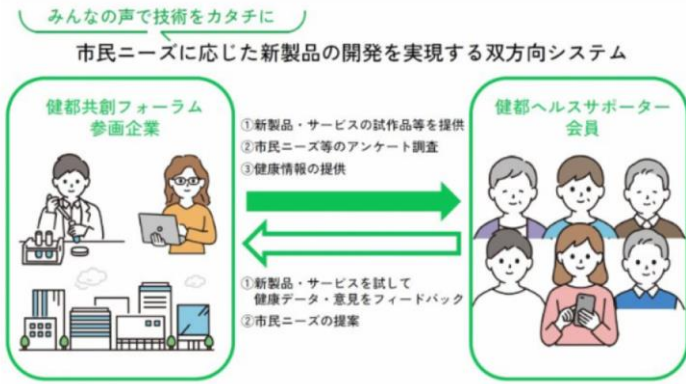 みんなの声で技術をカタチに
市民ニーズに応じた新製品の開発を実現する双方向システム
健都共創フォーラム
参画企業
①新製品・サービスの試作品等を提供
②市民ニーズ等のアンケート調査
③健康情報の提供
①新製品・サービスを試して
健康データ・意見をフィードバック
②市民ニーズの提案
健都ヘルスサポーター
会員